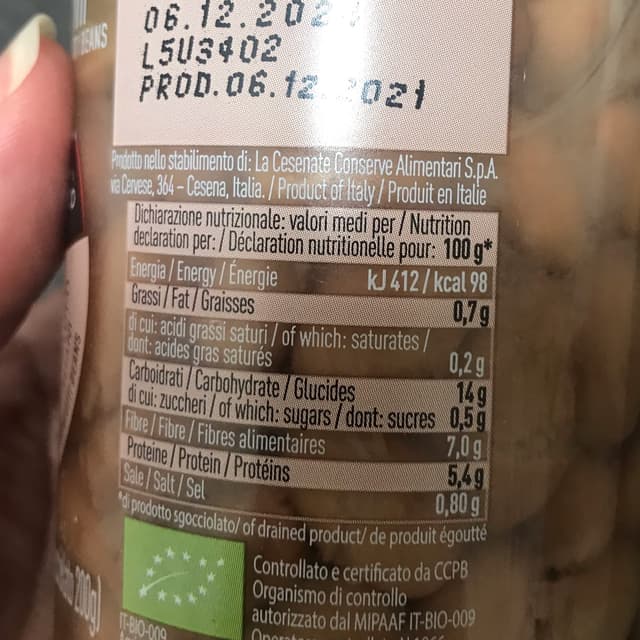 06.12.202
L5U3402
PROD.06.12 2021
BEANS
Prodotto nello stabilimento di: La Cesenate Conserve Alimentari S.p.A.
via Cervese, 364 – Cesena, Italia. / Product of Italy / Produit en Italie
Dichiarazione nutrizionale: valori medi per / Nutrition
declaration per: / Déclaration nutritionelle pour: 100 g*
Energia / Energy / Énergie kJ 412 / kcal 98
Grassi / Fat / Graisses 0,7 g
di cui: acidi grassi saturi / of which: saturates /
dont: acides gras saturés 0,2 g
Carboidrati / Carbohydrate / Glucides 14 g
di cui: zuccheri / of which: sugars / dont: sucres 0,5 g
Fibre / Fibre / Fibres alimentaires 7,0 g
Proteine / Protein / Protéins 5,4 g
Sale / Salt / Sel 0,80 g
*di prodotto sgocciolato/ of drained product/ de produit égoutté
Controllato e certificato da CCPB
Organismo di controllo
autorizzato dal MIPAAF IT-BIO-009
IT-BIO-009
200g)